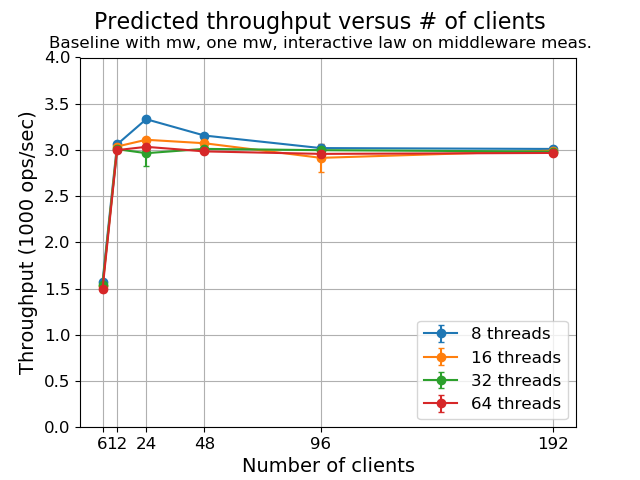 Predicted throughput versus # of clients
Baseline with mw, one mw, interactive law on middleware meas.
Throughput (1000 ops/sec)
4.0
3.5
3.0
2.5
2.0
1.5
1.0
0.5
0.0
8 threads
16 threads
32 threads
64 threads
6 12 24 48 96 192
Number of clients